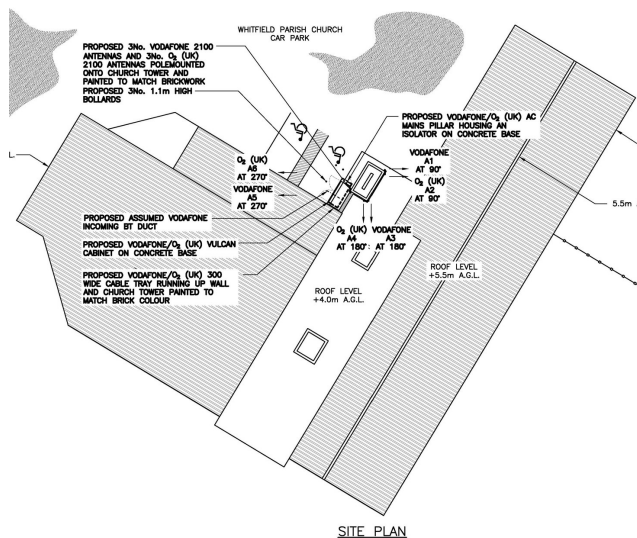 WHITFIELD PARISH CHURCH
CAR PARK
PROPOSED 3No. VODAFONE 2100
ANTENNAS AND 3No. O₂ (UK)
2100 ANTENNAS POLEMOUNTED
ONTO CHURCH TOWER AND
PAINTED TO MATCH BRICKWORK
PROPOSED 3No. 1.1m HIGH
BOLLARDS
PROPOSED VODAFONE/O₂ (UK) AC
MAINS PILLAR HOUSING AN
ISOLATOR ON CONCRETE BASE
O₂ (UK)
A6
AT 270°
VODAFONE
A5
AT 270°
VODAFONE
A1
AT 90°
O₂ (UK)
A2
AT 90°
PROPOSED ASSUMED VODAFONE
INCOMING BT DUCT
PROPOSED VODAFONE/O₂ (UK) VULCAN
CABINET ON CONCRETE BASE
PROPOSED VODAFONE/O₂ (UK) 300
WIDE CABLE TRAY RUNNING UP WALL
AND CHURCH TOWER PAINTED TO
MATCH BRICK COLOUR
O₂ (UK) VODAFONE
A4 A3
AT 180°: AT 180°
ROOF LEVEL
+4.0m A.G.L.
ROOF LEVEL
+5.5m A.G.L.
5.5m
SITE PLAN